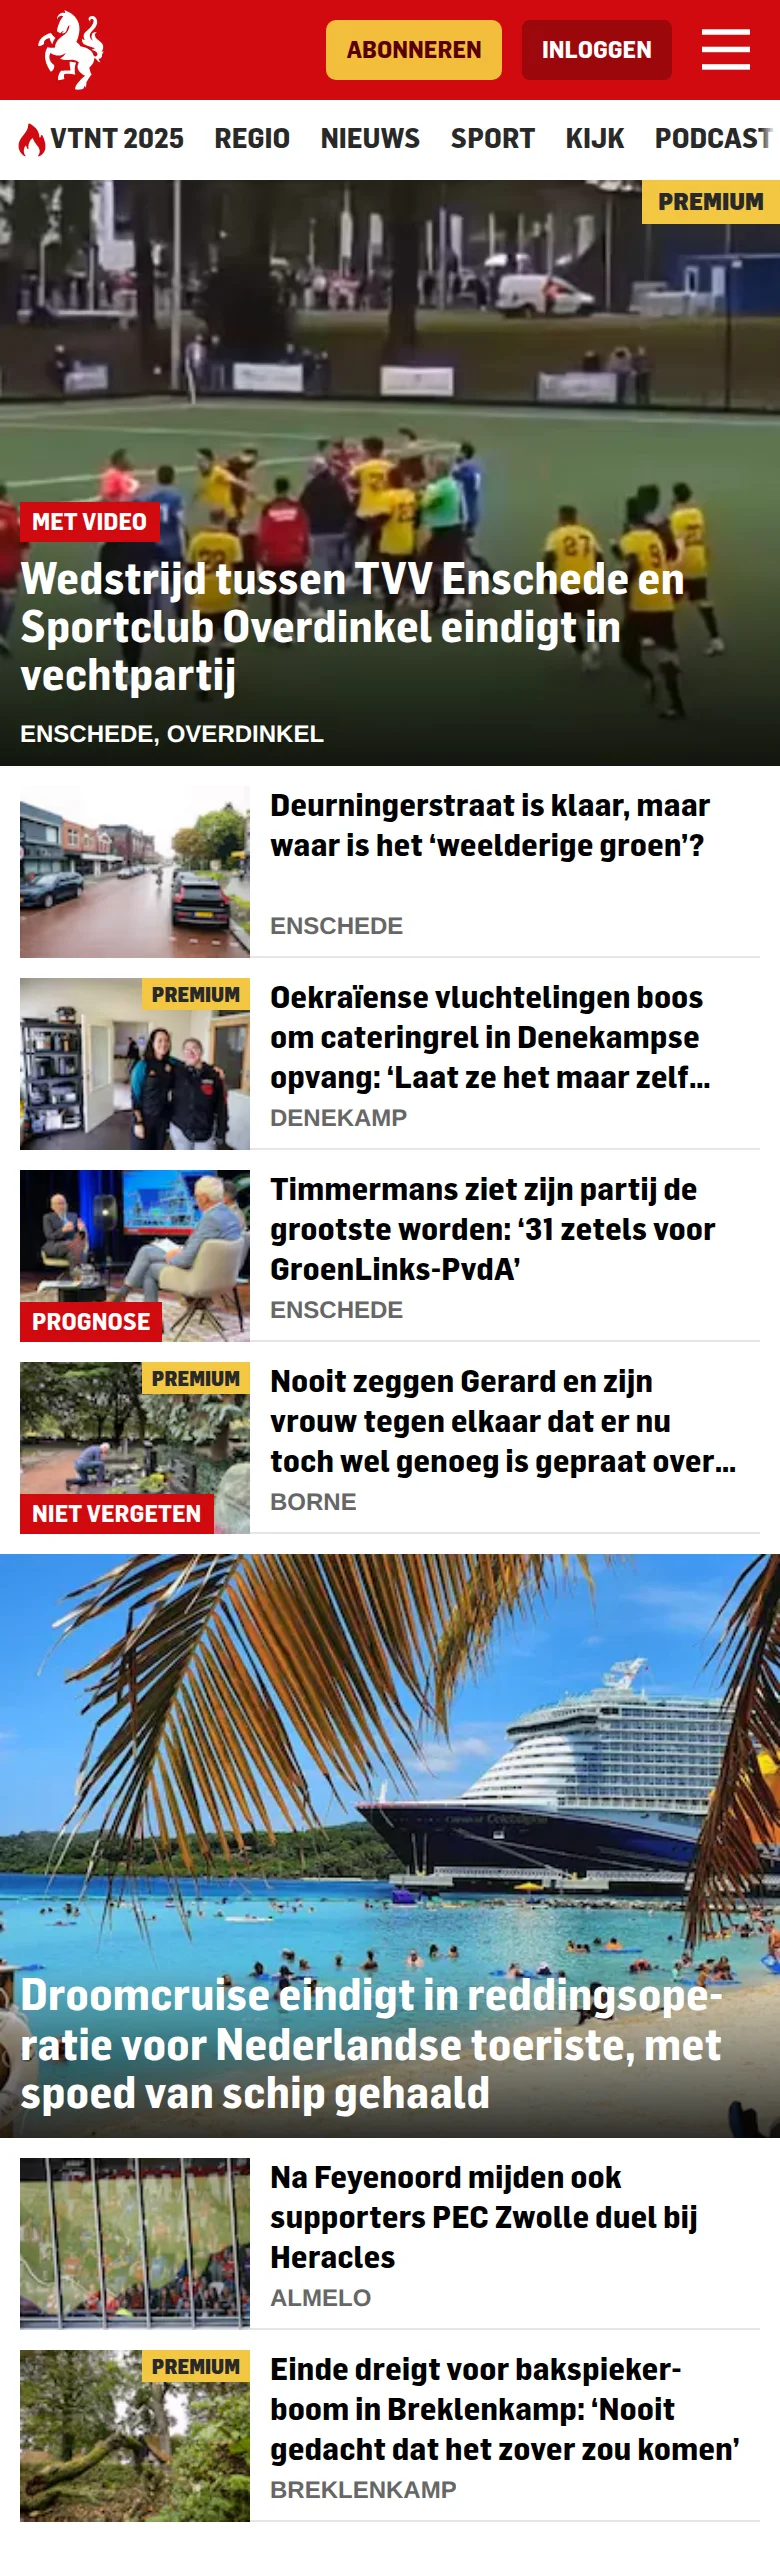 ABONNEREN
INLOGGEN
VTNT 2025 REGIO NIEUWS SPORT KIJK PODCAST
PREMIUM
MET VIDEO
Wedstrijd tussen TVV Enschede en
Sportclub Overdinkel eindigt in
vechtpartij
ENSCHEDE, OVERDINKEL
Deurningerstraat is klaar, maar
waar is het ‘weelderige groen’?
ENSCHEDE
PREMIUM
Oekraïense vluchtelingen boos
om cateringrel in Denekampse
opvang: ‘Laat ze het maar zelf...
DENEKAMP
PROGNOSE
Timmermans ziet zijn partij de
grootste worden: ‘31 zetels voor
GroenLinks-PvdA’
ENSCHEDE
PREMIUM
NIET VERGETEN
Nooit zeggen Gerard en zijn
vrouw tegen elkaar dat er nu
toch wel genoeg is gepraat over...
BORNE
Droomcruise eindigt in reddingsope-
ratie voor Nederlandse toeriste, met
spoed van schip gehaald
Na Feyenoord mijden ook
supporters PEC Zwolle duel bij
Heracles
ALMELO
PREMIUM
Einde dreigt voor bakspieker-
boom in Breklenkamp: ‘Nooit
gedacht dat het zover zou komen’
BREKLENKAMP